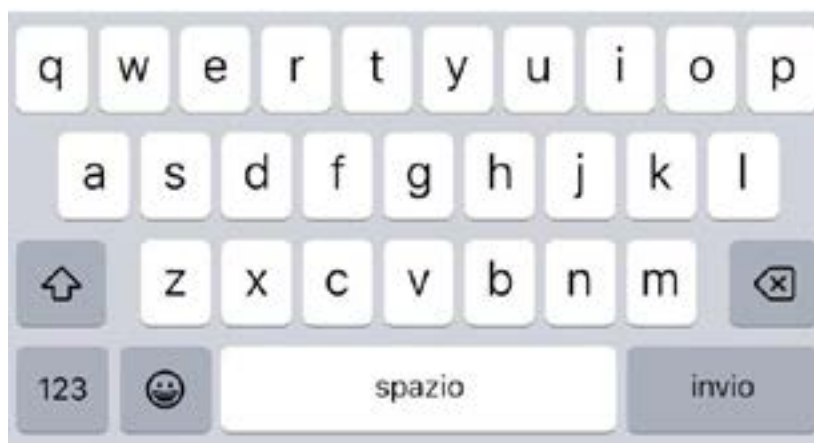 q w e r t y u i o p
a s d f g h j k l
z x c v b n m
123 spazio invio